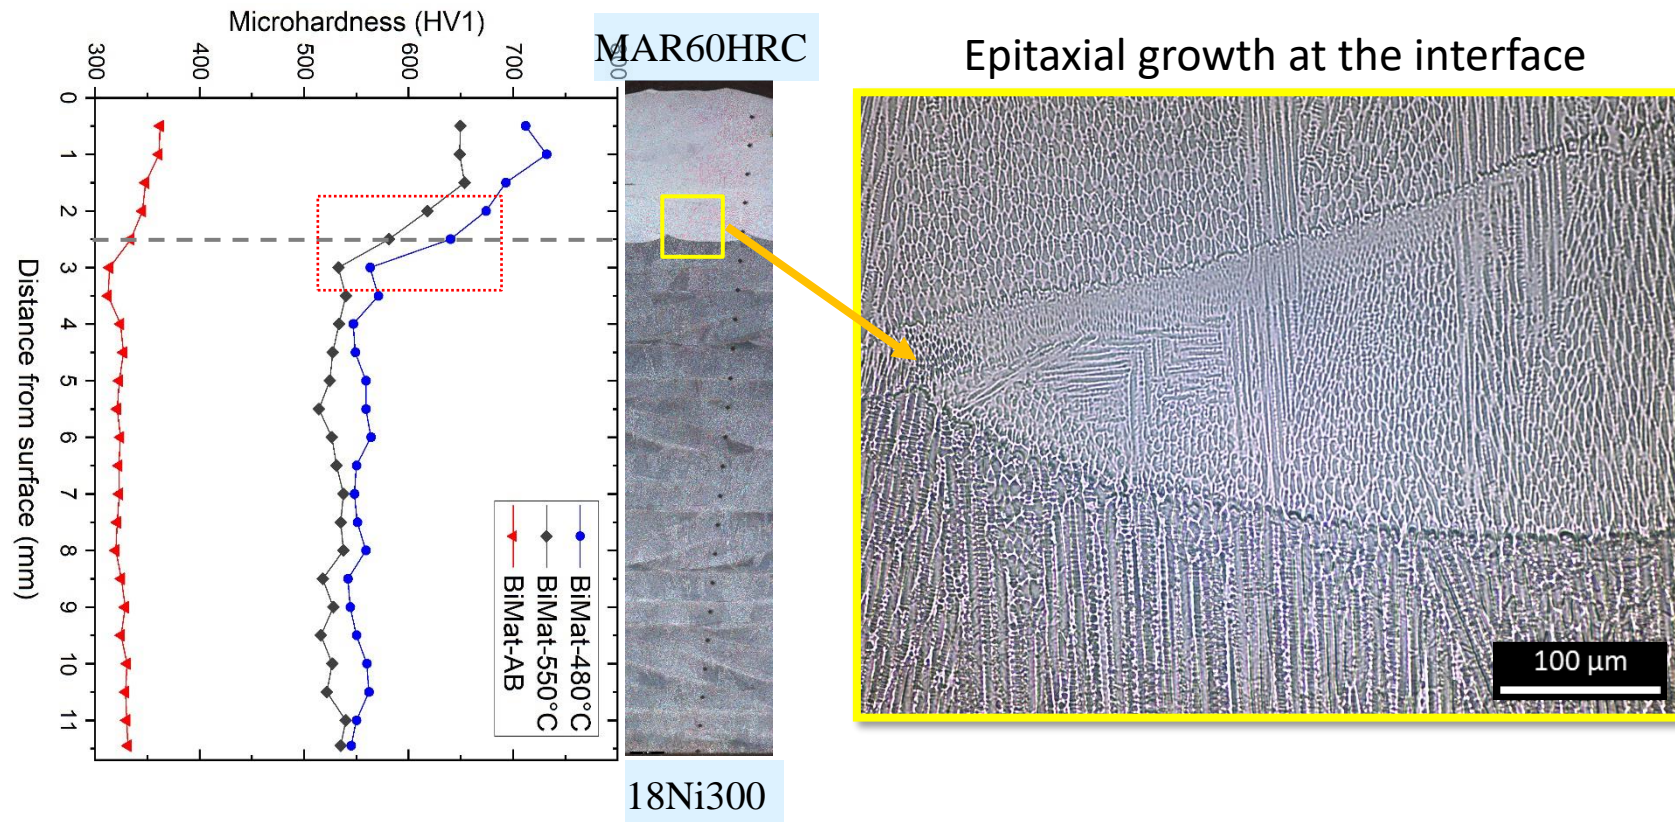 Microhardness (HV1)
300
400
500
600
700
800
MAR60HRC
Epitaxial growth at the interface
0
1
2
3
4
5
6
7
8
9
10
11
Distance from surface (mm)
BiMat-480°C
BiMat-550°C
BiMat-AB
100 µm
18Ni300